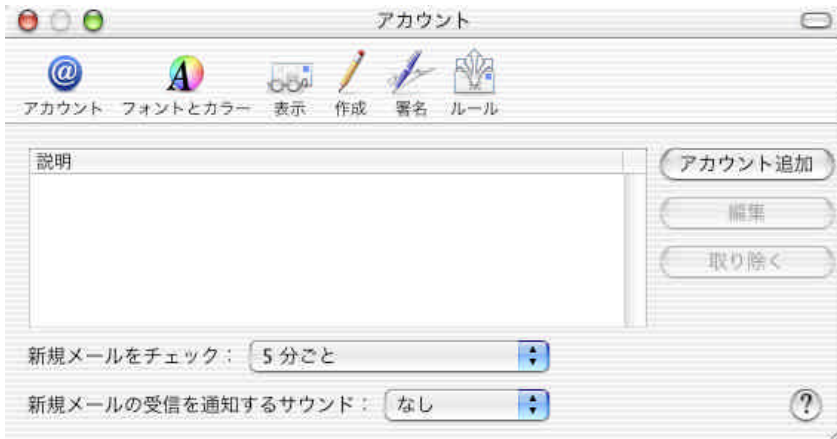 アカウント
アカウント フォントとカラー 表示 作成 署名 ルール
説明
アカウント追加
編集
取り除く
新規メールをチェック： 5 分ごと
新規メールの受信を通知するサウンド： なし
?